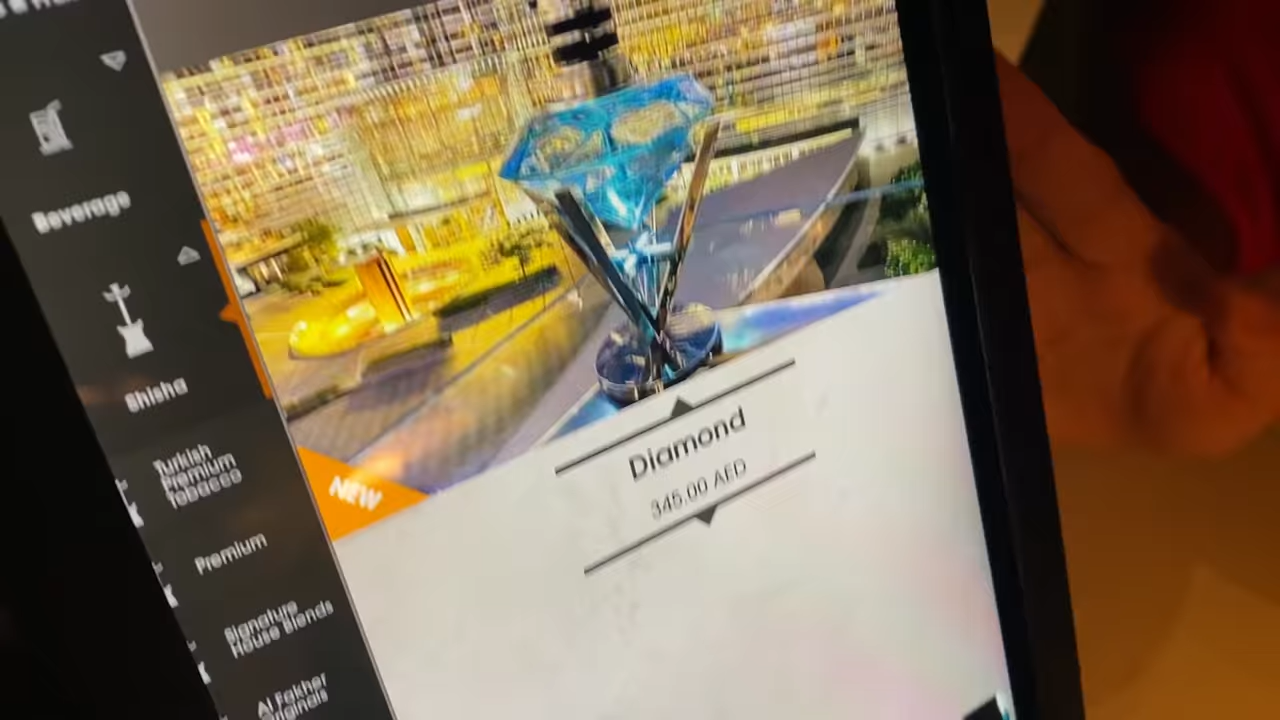 Beverage
Shisha
Turkish
Premium
Tobacco
Premium
Signature
House Blends
Al Fakher
Originals
NEW
Diamond
345.00 AED